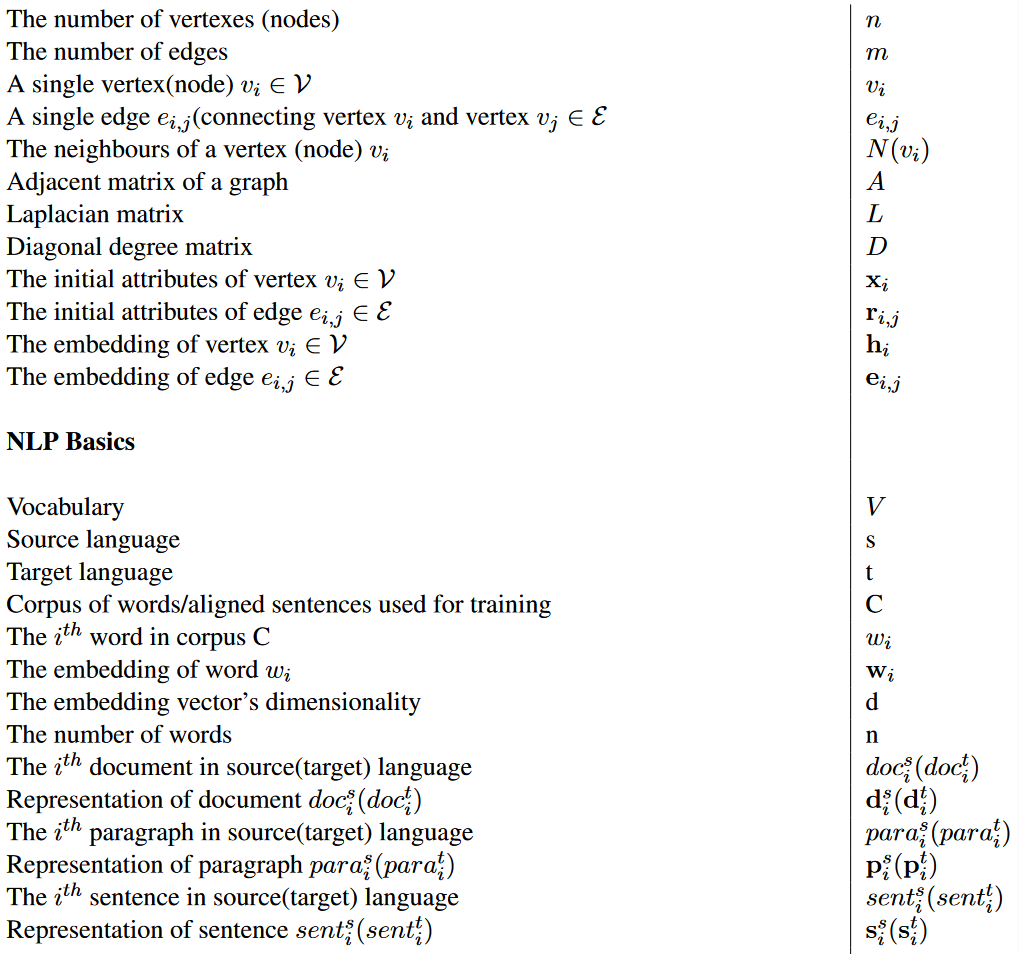 The number of vertexes (nodes) n
The number of edges m
A single vertex(node) $v_i \in \mathcal{V}$ $v_i$
A single edge $e_{i,j}$(connecting vertex $v_i$ and vertex $v_j \in \mathcal{E}$ $e_{i,j}$
The neighbours of a vertex (node) $v_i$ $N(v_i)$
Adjacent matrix of a graph A
Laplacian matrix L
Diagonal degree matrix D
The initial attributes of vertex $v_i \in \mathcal{V}$ $\mathbf{x}_i$
The initial attributes of edge $e_{i,j} \in \mathcal{E}$ $\mathbf{r}_{i,j}$
The embedding of vertex $v_i \in \mathcal{V}$ $\mathbf{h}_i$
The embedding of edge $e_{i,j} \in \mathcal{E}$ $\mathbf{e}_{i,j}$
NLP Basics
Vocabulary V
Source language s
Target language t
Corpus of words/aligned sentences used for training C
The $i^{th}$ word in corpus C $w_i$
The embedding of word $w_i$ $\mathbf{w}_i$
The embedding vector's dimensionality d
The number of words n
The $i^{th}$ document in source(target) language $doc_i^s(doc_i^t)$
Representation of document $doc_i^s(doc_i^t)$ $\mathbf{d}_i^s(\mathbf{d}_i^t)$
The $i^{th}$ paragraph in source(target) language $para_i^s(para_i^t)$
Representation of paragraph $para_i^s(para_i^t)$ $\mathbf{p}_i^s(\mathbf{p}_i^t)$
The $i^{th}$ sentence in source(target) language $sent_i^s(sent_i^t)$
Representation of sentence $sent_i^s(sent_i^t)$ $\mathbf{s}_i^s(\mathbf{s}_i^t)$